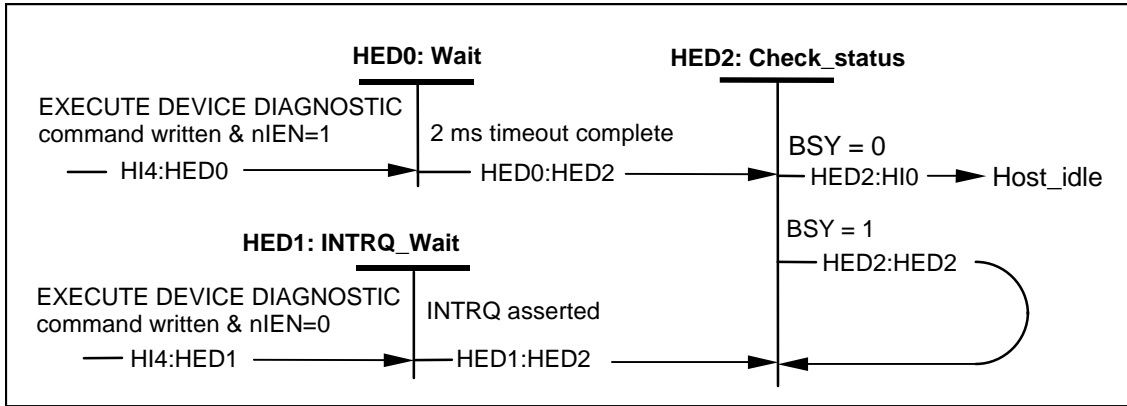 HED0: Wait
HED2: Check_status
EXECUTE DEVICE DIAGNOSTIC
command written & nIEN=1
2 ms timeout complete
HI4:HED0
HED0:HED2
BSY = 0
HED2:HI0
Host_idle
HED1: INTRQ_Wait
BSY = 1
HED2:HED2
EXECUTE DEVICE DIAGNOSTIC
command written & nIEN=0
INTRQ asserted
HI4:HED1
HED1:HED2